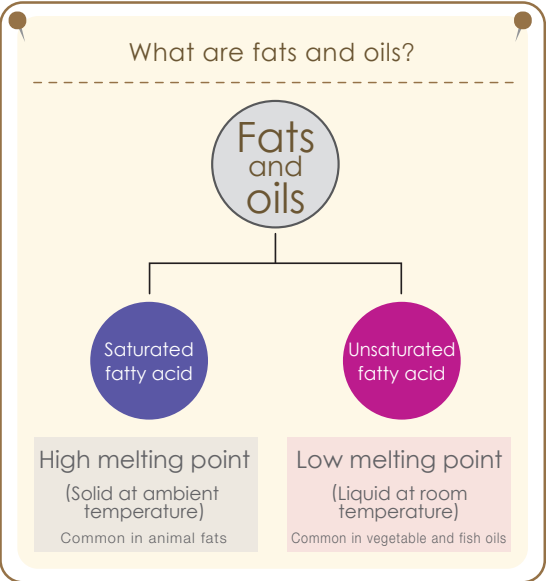 What are fats and oils?
Fats
and
oils
Saturated
fatty acid
Unsaturated
fatty acid
High melting point
(Solid at ambient
temperature)
Common in animal fats
Low melting point
(Liquid at room
temperature)
Common in vegetable and fish oils